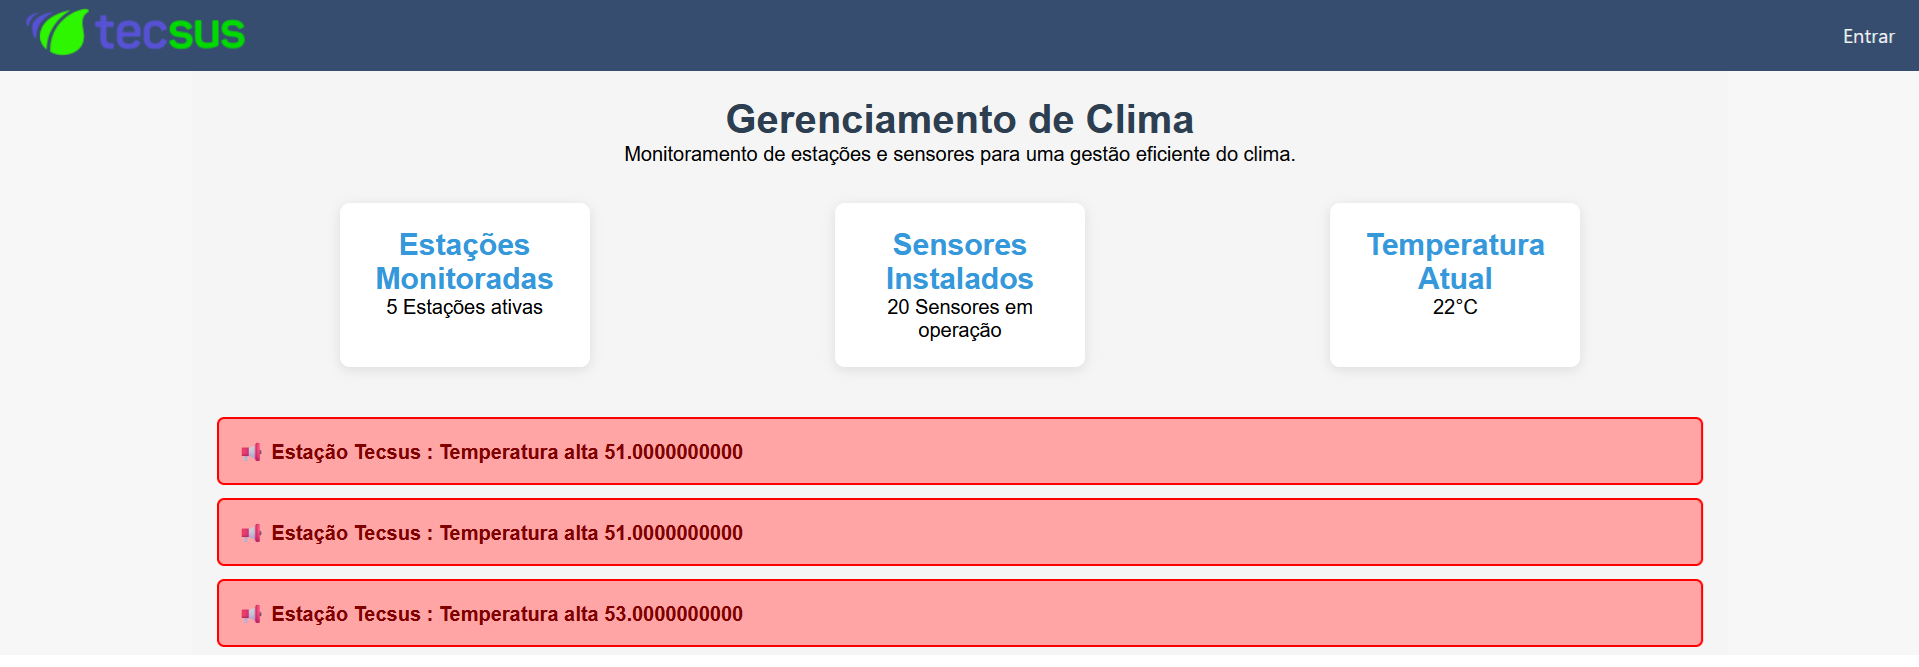 tecsus
Entrar
Gerenciamento de Clima
Monitoramento de estações e sensores para uma gestão eficiente do clima.
Estações
Monitoradas
5 Estações ativas
Sensores
Instalados
20 Sensores em
operação
Temperatura
Atual
22°C
Estação Tecsus : Temperatura alta 51.0000000000
Estação Tecsus : Temperatura alta 51.0000000000
Estação Tecsus : Temperatura alta 53.0000000000